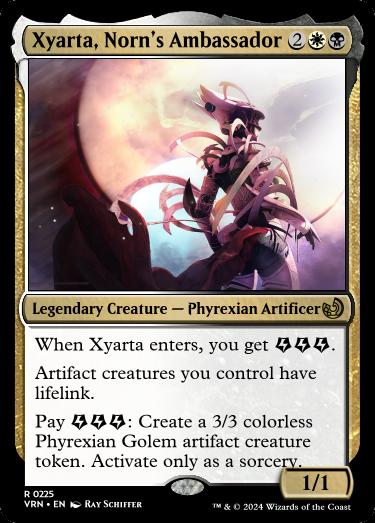 Xyarta, Norn's Ambassador 2
Legendary Creature — Phyrexian Artificer
When Xyarta enters, you get .
Artifact creatures you control have
lifelink.
Pay : Create a 3/3 colorless
Phyrexian Golem artifact creature
token. Activate only as a sorcery.
1/1
R 0225
VRN • EN Ray Schiffer
™ & © 2024 Wizards of the Coast